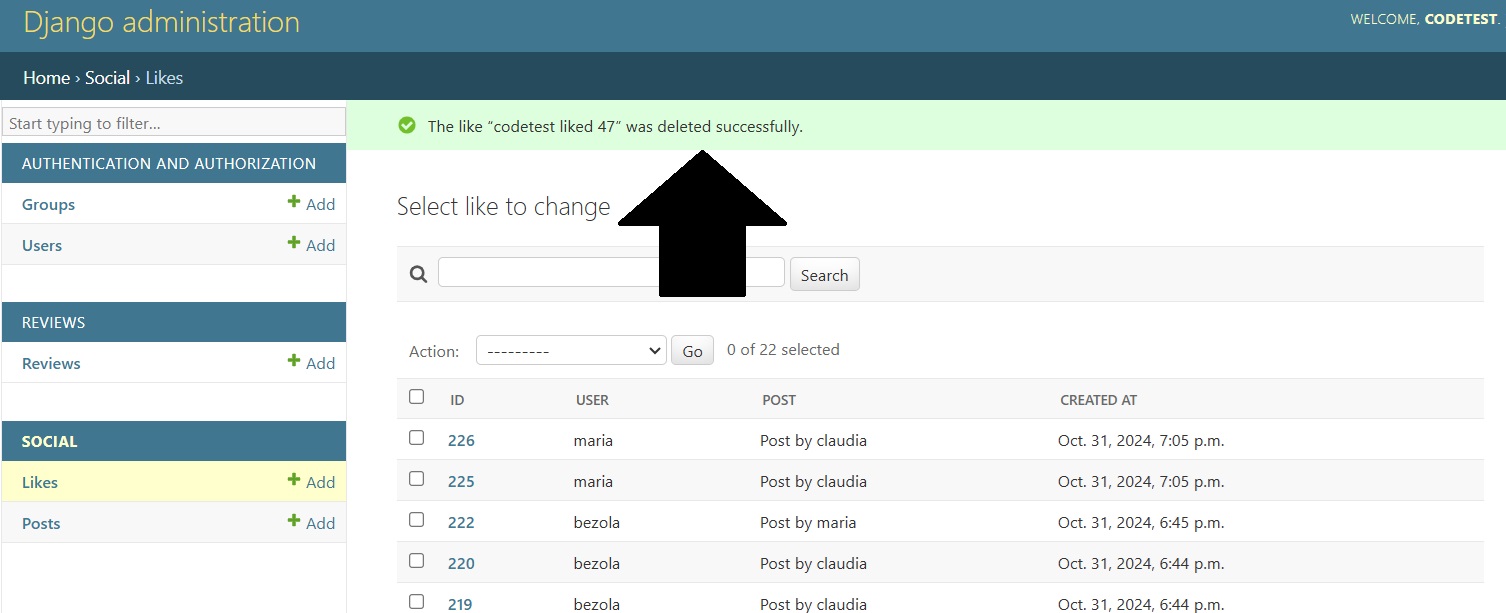 Django administration
WELCOME, CODETEST.
Home › Social › Likes
Start typing to filter...
AUTHENTICATION AND AUTHORIZATION
Groups + Add
Users + Add
REVIEWS
Reviews + Add
SOCIAL
Likes + Add
Posts + Add
The like “codetest liked 47” was deleted successfully.
Select like to change
Search
Action: --------- Go 0 of 22 selected
ID USER POST CREATED AT
226 maria Post by claudia Oct. 31, 2024, 7:05 p.m.
225 maria Post by claudia Oct. 31, 2024, 7:05 p.m.
222 bezola Post by maria Oct. 31, 2024, 6:45 p.m.
220 bezola Post by claudia Oct. 31, 2024, 6:44 p.m.
219 bezola Post by claudia Oct. 31, 2024, 6:44 p.m.